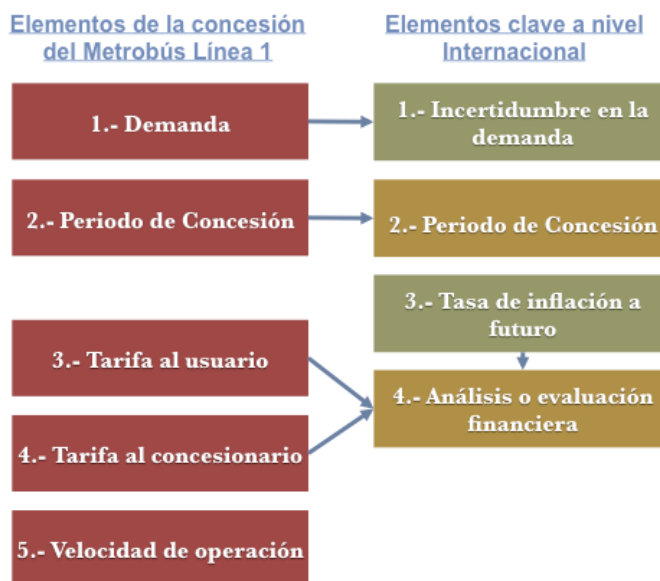 Elementos de la concesión
del Metrobús Línea 1
1.- Demanda
2.- Periodo de Concesión
3.- Tarifa al usuario
4.- Tarifa al concesionario
5.- Velocidad de operación
Elementos clave a nivel
Internacional
1.- Incertidumbre en la
demanda
2.- Periodo de Concesión
3.- Tasa de inflación a
futuro
4.- Análisis o evaluación
financiera